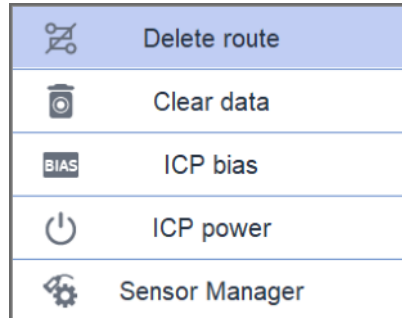 Delete route
Clear data
BIAS ICP bias
ICP power
Sensor Manager